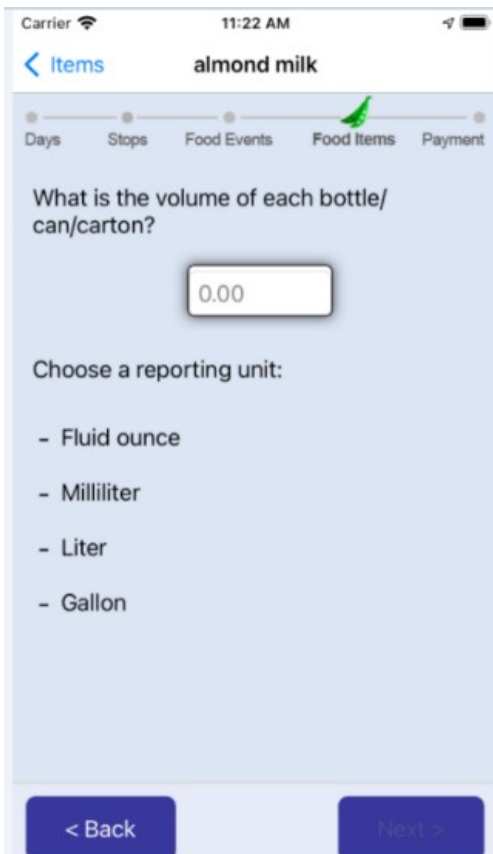 Carrier 11:22 AM
Items almond milk
Days Stops Food Events Food Items Payment
What is the volume of each bottle/
can/carton?
0.00
Choose a reporting unit:
- Fluid ounce
- Milliliter
- Liter
- Gallon
< Back Next >